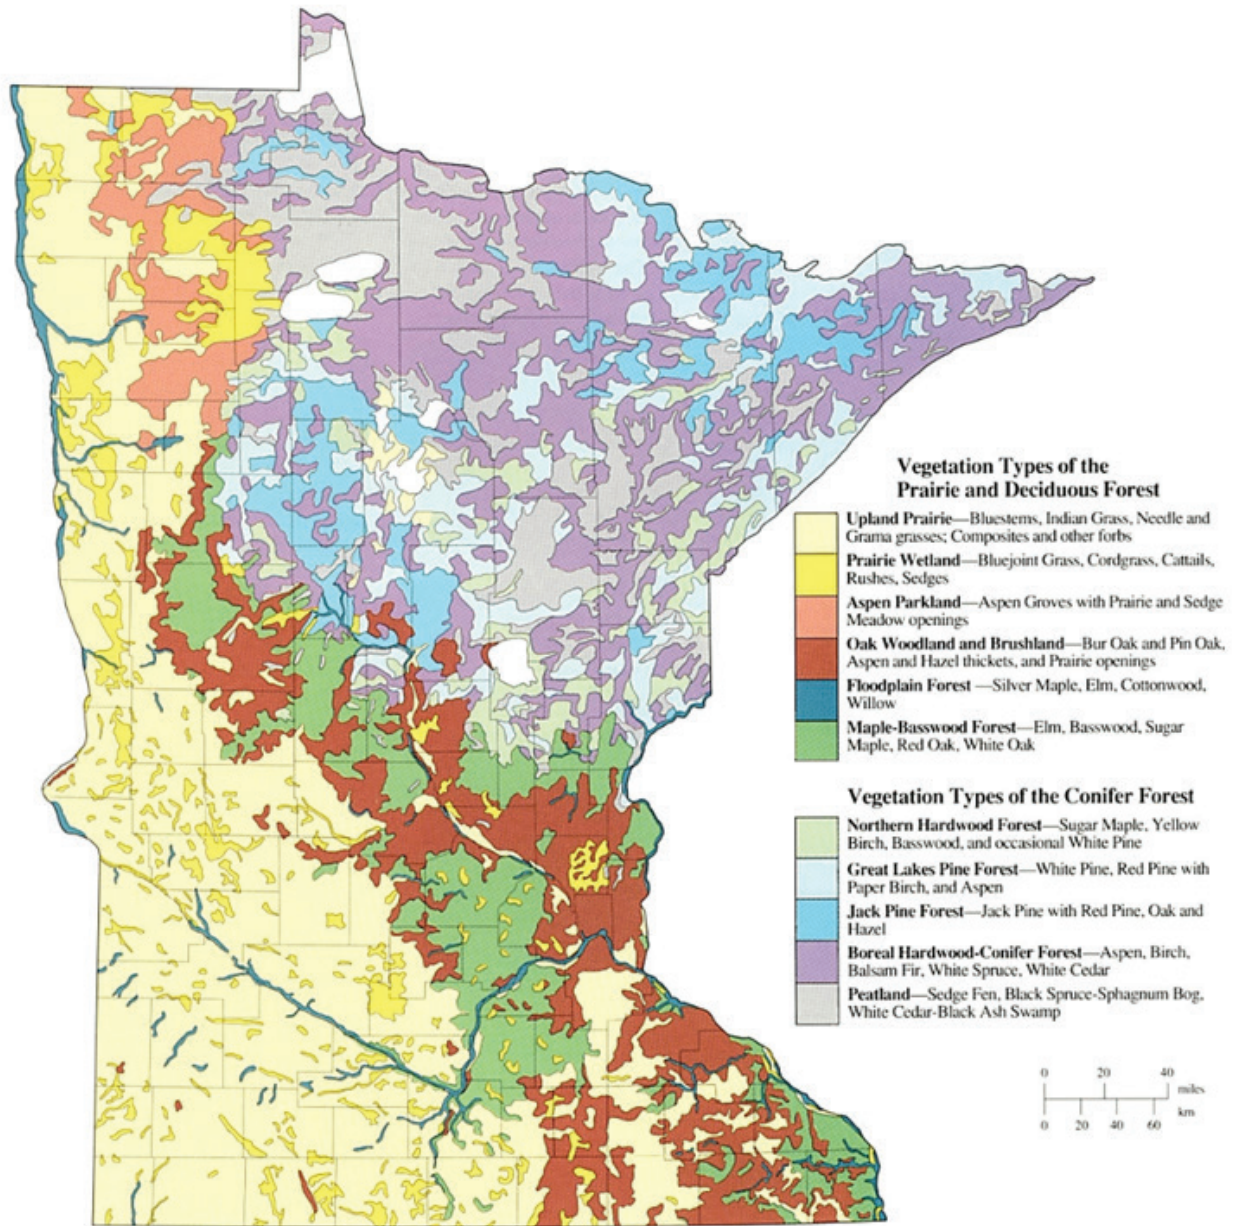 Vegetation Types of the
Prairie and Deciduous Forest
Upland Prairie—Bluestems, Indian Grass, Needle and
Grama grasses; Composites and other forbs
Prairie Wetland—Bluejoint Grass, Cordgrass, Cattails,
Rushes, Sedges
Aspen Parkland—Aspen Groves with Prairie and Sedge
Meadow openings
Oak Woodland and Brushland—Bur Oak and Pin Oak,
Aspen and Hazel thickets, and Prairie openings
Floodplain Forest —Silver Maple, Elm, Cottonwood,
Willow
Maple-Basswood Forest—Elm, Basswood, Sugar
Maple, Red Oak, White Oak
Vegetation Types of the Conifer Forest
Northern Hardwood Forest—Sugar Maple, Yellow
Birch, Basswood, and occasional White Pine
Great Lakes Pine Forest—White Pine, Red Pine with
Paper Birch, and Aspen
Jack Pine Forest—Jack Pine with Red Pine, Oak and
Hazel
Boreal Hardwood-Conifer Forest—Aspen, Birch,
Balsam Fir, White Spruce, White Cedar
Peatland—Sedge Fen, Black Spruce-Sphagnum Bog,
White Cedar-Black Ash Swamp
0 20 40
miles
km
0 20 40 60